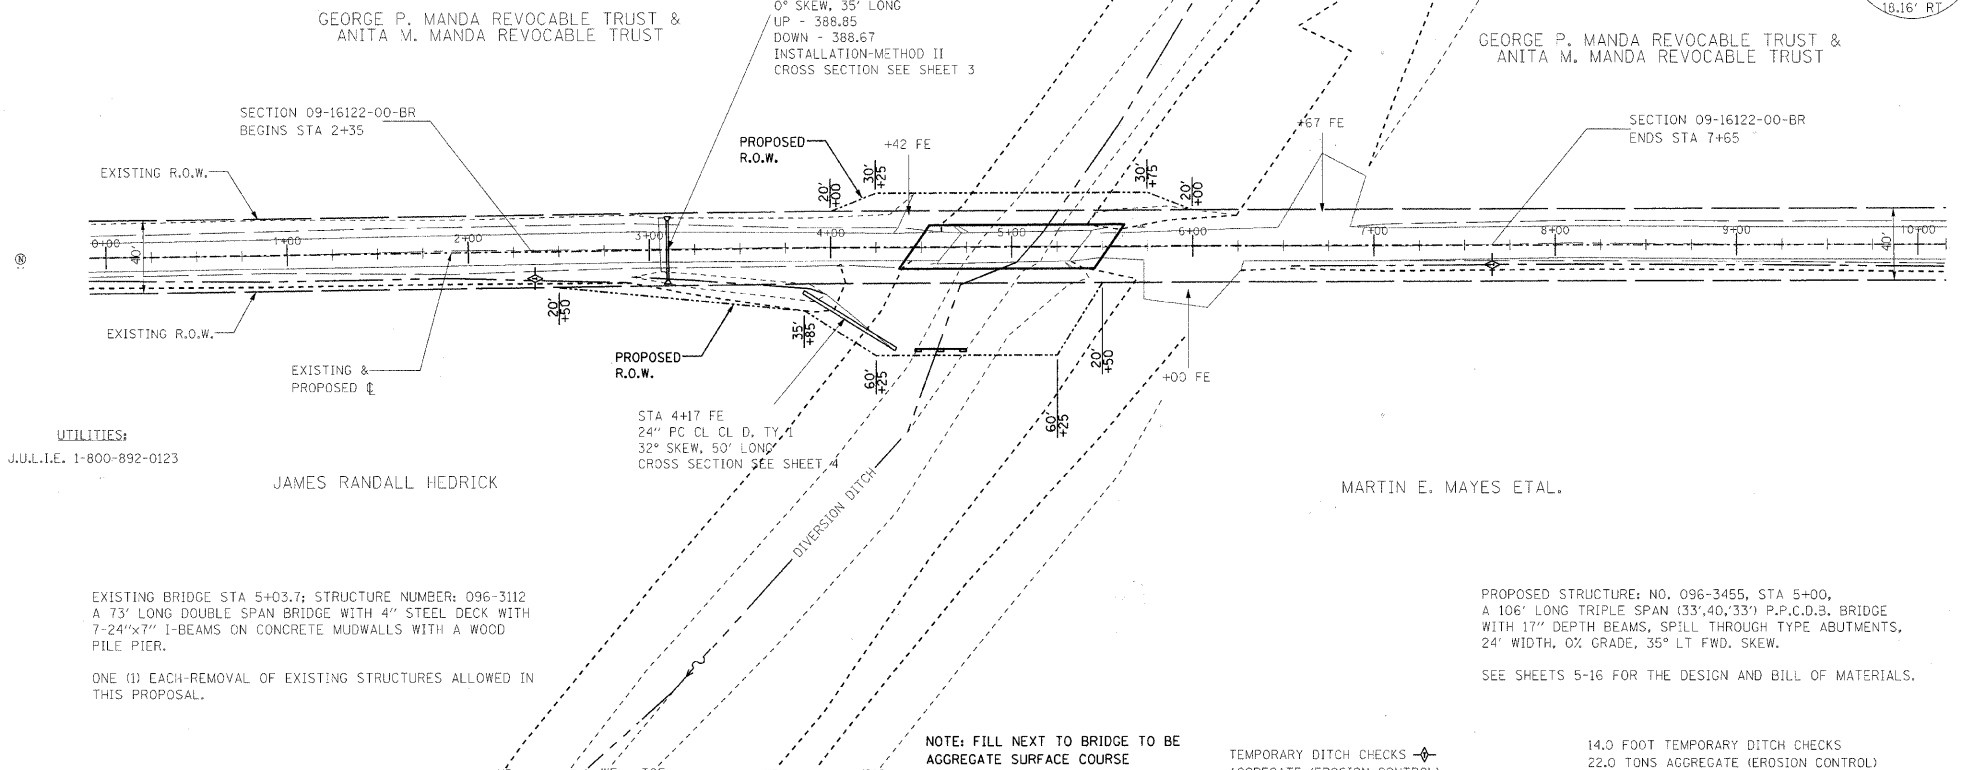 GEORGE P. MANDA REVOCABLE TRUST &
ANITA M. MANDA REVOCABLE TRUST
0° SKEW, 35' LONG
UP - 388.85
DOWN - 388.67
INSTALLATION-METHOD II
CROSS SECTION SEE SHEET 3
18.16' RT
GEORGE P. MANDA REVOCABLE TRUST &
ANITA M. MANDA REVOCABLE TRUST
SECTION 09-16122-00-BR
BEGINS STA 2+35
EXISTING R.O.W.
PROPOSED
R.O.W.
+42 FE
+67 FE
SECTION 09-16122-00-BR
ENDS STA 7+65
20'
+00
30'
+25
30'
+75
20'
+00
0+00
1+00
2+00
3+00
4+00
5+00
6+00
7+00
8+00
9+00
10+00
40'
40'
N
EXISTING R.O.W.
20'
+50
35'
+85
60'
+25
60'
+25
20'
+50
+00 FE
PROPOSED
R.O.W.
EXISTING &
PROPOSED ℄
STA 4+17 FE
24" PC CL CL D, TY 1
32° SKEW, 50' LONG
CROSS SECTION SEE SHEET 4
UTILITIES:
J.U.L.I.E. 1-800-892-0123
JAMES RANDALL HEDRICK
MARTIN E. MAYES ETAL.
DIVERSION DITCH
EXISTING BRIDGE STA 5+03.7; STRUCTURE NUMBER: 096-3112
A 73' LONG DOUBLE SPAN BRIDGE WITH 4" STEEL DECK WITH
7-24"x7" I-BEAMS ON CONCRETE MUDWALLS WITH A WOOD
PILE PIER.
ONE (1) EACH-REMOVAL OF EXISTING STRUCTURES ALLOWED IN
THIS PROPOSAL.
PROPOSED STRUCTURE: NO. 096-3455, STA 5+00,
A 106' LONG TRIPLE SPAN (33',40,'33') P.P.C.D.B. BRIDGE
WITH 17" DEPTH BEAMS, SPILL THROUGH TYPE ABUTMENTS,
24' WIDTH, 0% GRADE, 35° LT FWD. SKEW.
SEE SHEETS 5-16 FOR THE DESIGN AND BILL OF MATERIALS.
NOTE: FILL NEXT TO BRIDGE TO BE
AGGREGATE SURFACE COURSE
TEMPORARY DITCH CHECKS
AGGREGATE (EROSION CONTROL)
14.0 FOOT TEMPORARY DITCH CHECKS
22.0 TONS AGGREGATE (EROSION CONTROL)